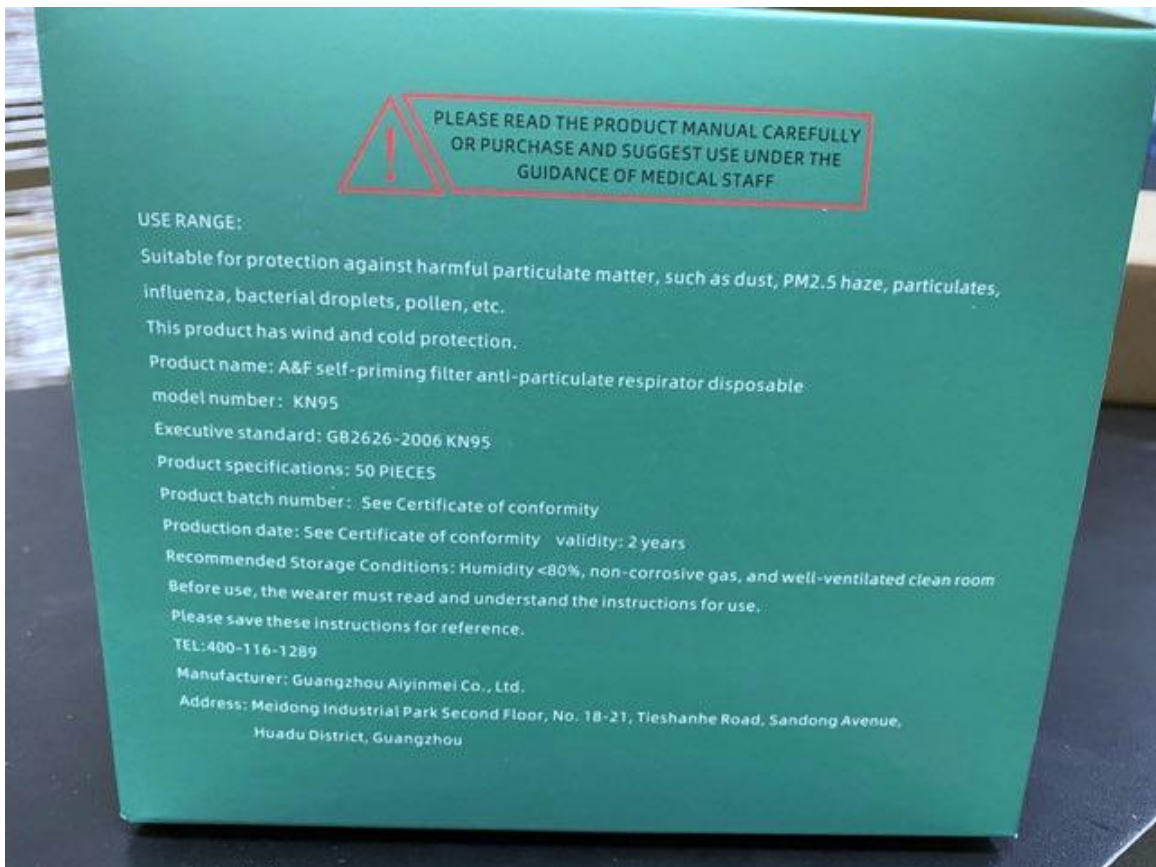 PLEASE READ THE PRODUCT MANUAL CAREFULLY
OR PURCHASE AND SUGGEST USE UNDER THE
GUIDANCE OF MEDICAL STAFF
USE RANGE:
Suitable for protection against harmful particulate matter, such as dust, PM2.5 haze, particulates,
influenza, bacterial droplets, pollen, etc.
This product has wind and cold protection.
Product name: A&F self-priming filter anti-particulate respirator disposable
model number: KN95
Executive standard: GB2626-2006 KN95
Product specifications: 50 PIECES
Product batch number: See Certificate of conformity
Production date: See Certificate of conformity validity: 2 years
Recommended Storage Conditions: Humidity <80%, non-corrosive gas, and well-ventilated clean room
Before use, the wearer must read and understand the instructions for use.
Please save these instructions for reference.
TEL:400-116-1289
Manufacturer: Guangzhou Aiyinmei Co., Ltd.
Address: Meidong Industrial Park Second Floor, No. 18-21, Tieshanhe Road, Sandong Avenue,
Huadu District, Guangzhou